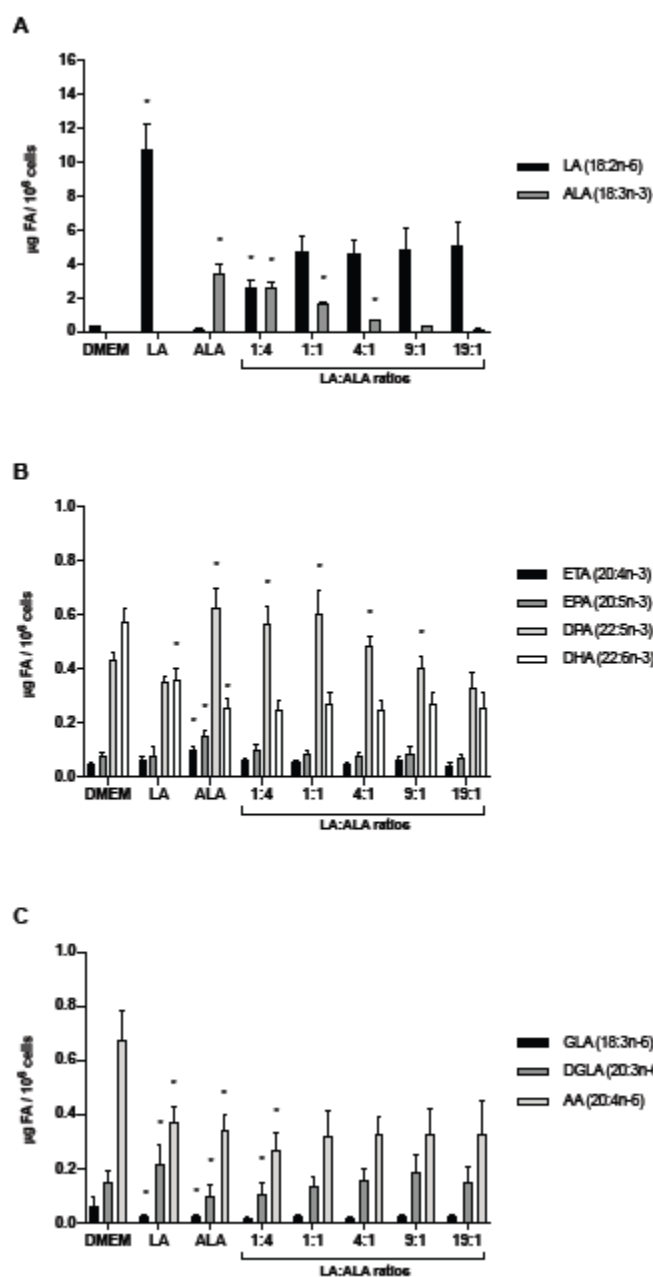 A
16
14
12
10
8
6
4
2
0
µg FA / 10⁶ cells
* * * * * *
DMEM LA ALA 1:4 1:1 4:1 9:1 19:1
LA:ALA ratios
LA (18:2n-6)
ALA (18:3n-3)
B
1.0
0.8
0.6
0.4
0.2
0.0
µg FA / 10⁶ cells
* * * * * * * * *
DMEM LA ALA 1:4 1:1 4:1 9:1 19:1
LA:ALA ratios
ETA (20:4n-3)
EPA (20:5n-3)
DPA (22:5n-3)
DHA (22:6n-3)
C
1.0
0.8
0.6
0.4
0.2
0.0
µg FA / 10⁶ cells
* * * * * * * *
DMEM LA ALA 1:4 1:1 4:1 9:1 19:1
LA:ALA ratios
GLA (18:3n-6)
DGLA (20:3n-6
AA (20:4n-6)